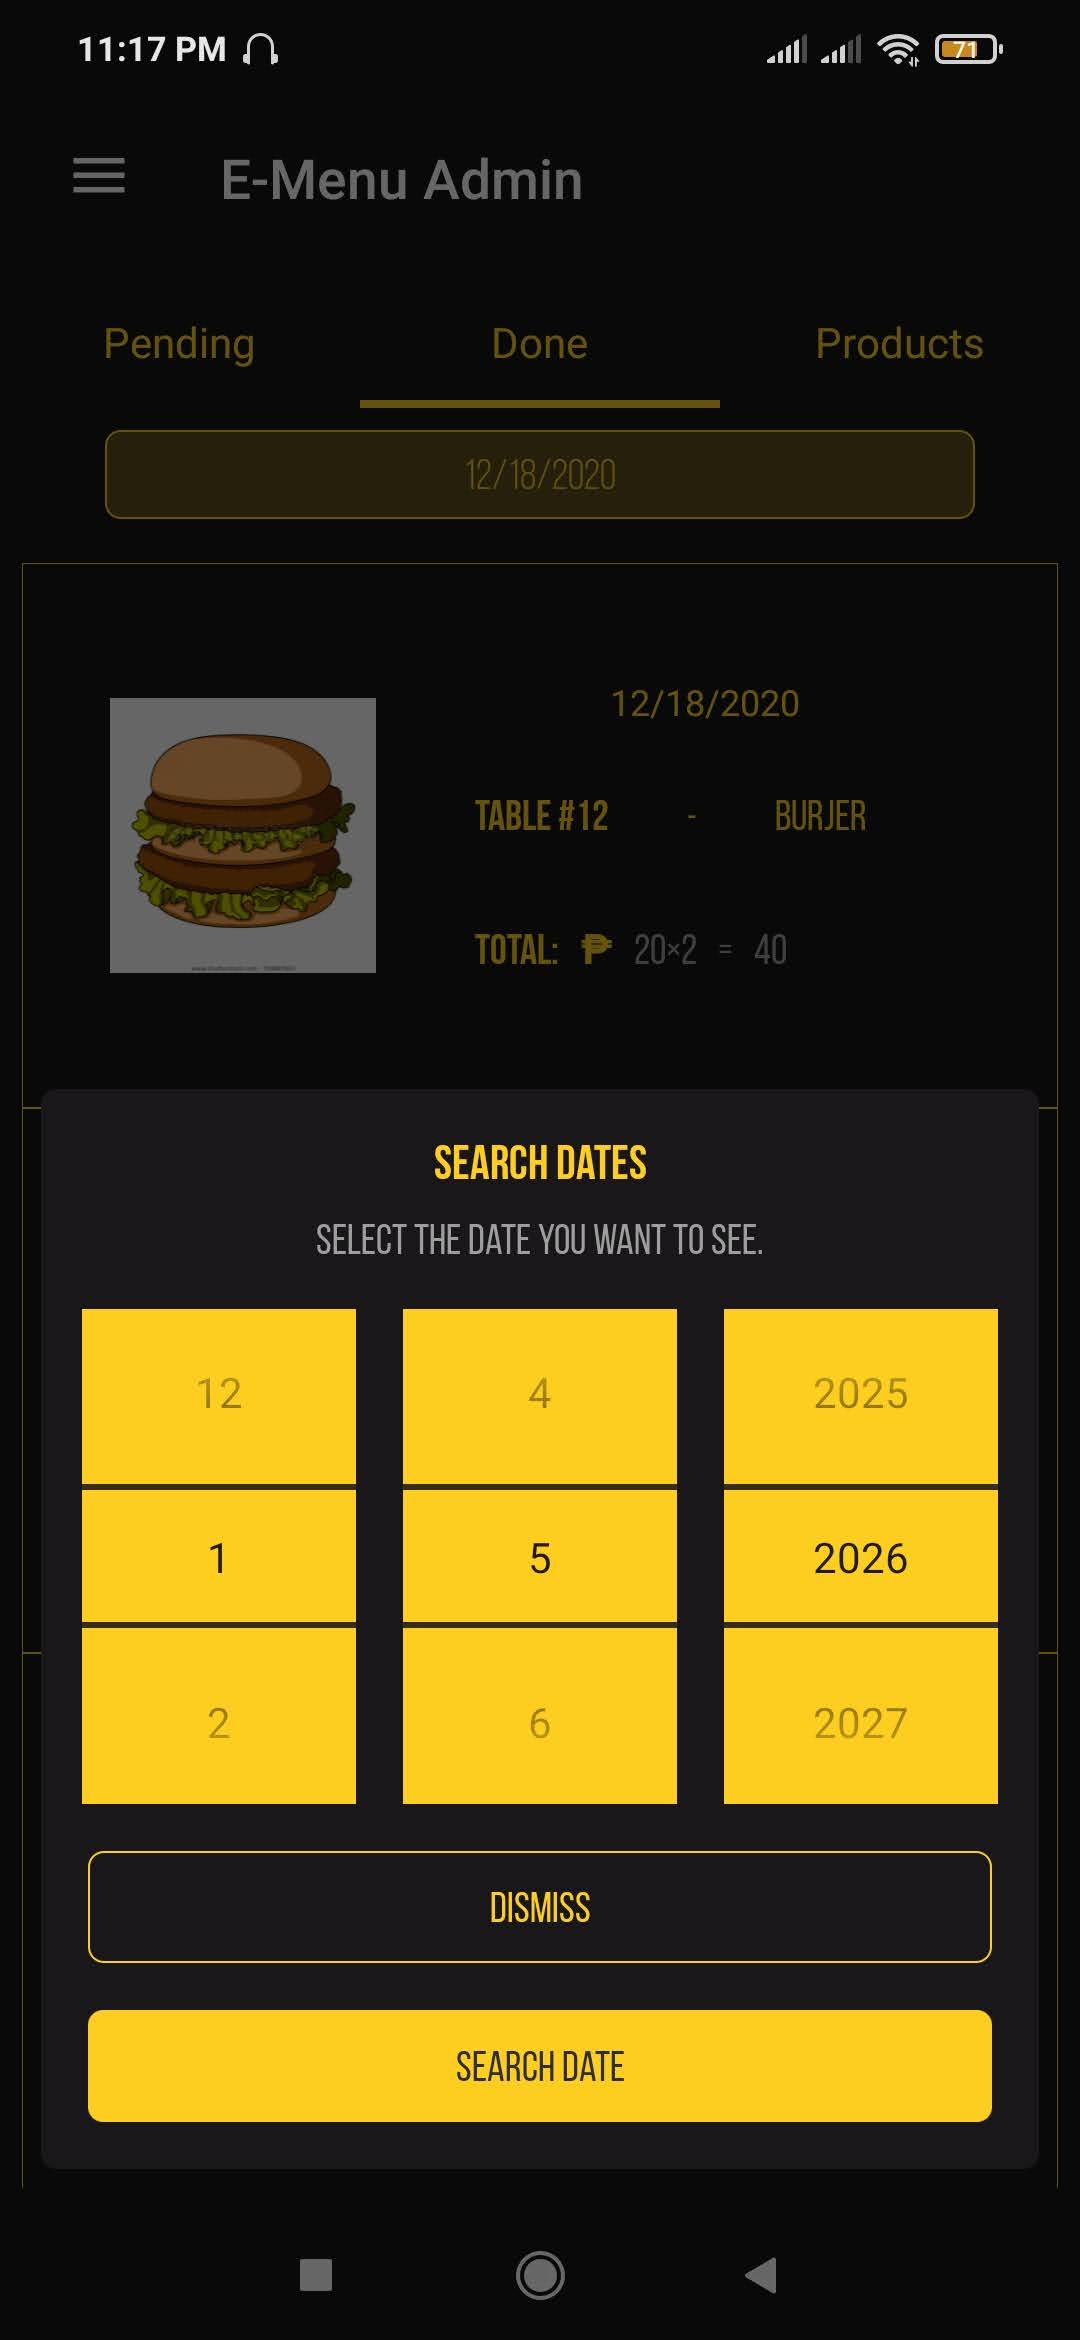 11:17 PM 71
E-Menu Admin
Pending Done Products
12/18/2020
12/18/2020
TABLE #12 - BURJER
TOTAL: ₱ 20×2 = 40
SEARCH DATES
SELECT THE DATE YOU WANT TO SEE.
12 4 2025
1 5 2026
2 6 2027
DISMISS
SEARCH DATE